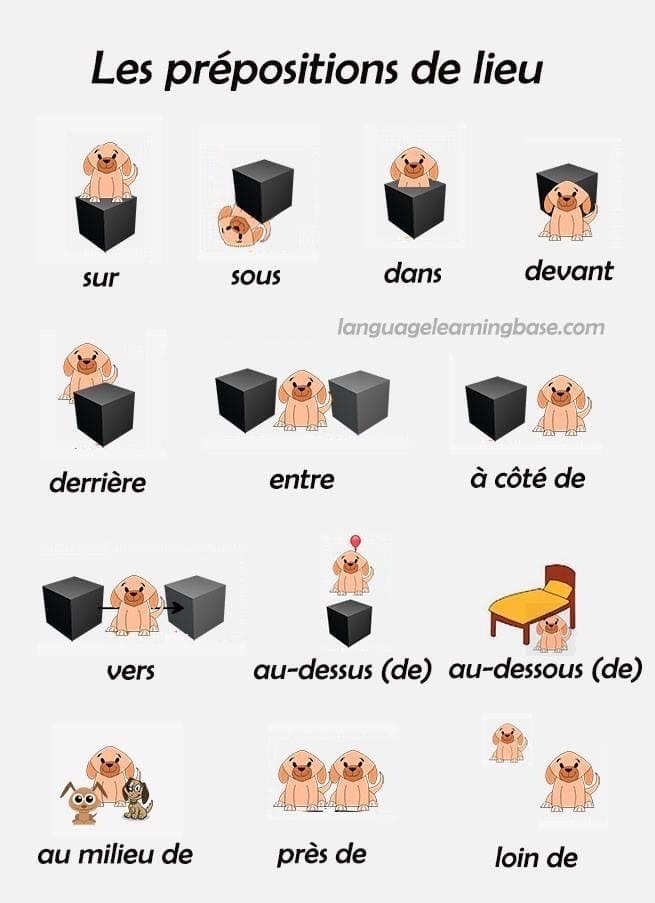 Les prépositions de lieu
sur
sous
dans
devant
languagelearningbase.com
derrière
entre
à côté de
vers
au-dessus (de)
au-dessous (de)
au milieu de
près de
loin de